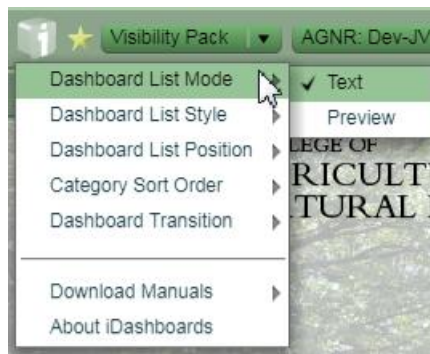 Visibility Pack AGNR: Dev-JV
Dashboard List Mode
Text
Dashboard List Style
Preview
Dashboard List Position
LEGE OF
Category Sort Order
RICULT
Dashboard Transition
TURAL
Download Manuals
About iDashboards